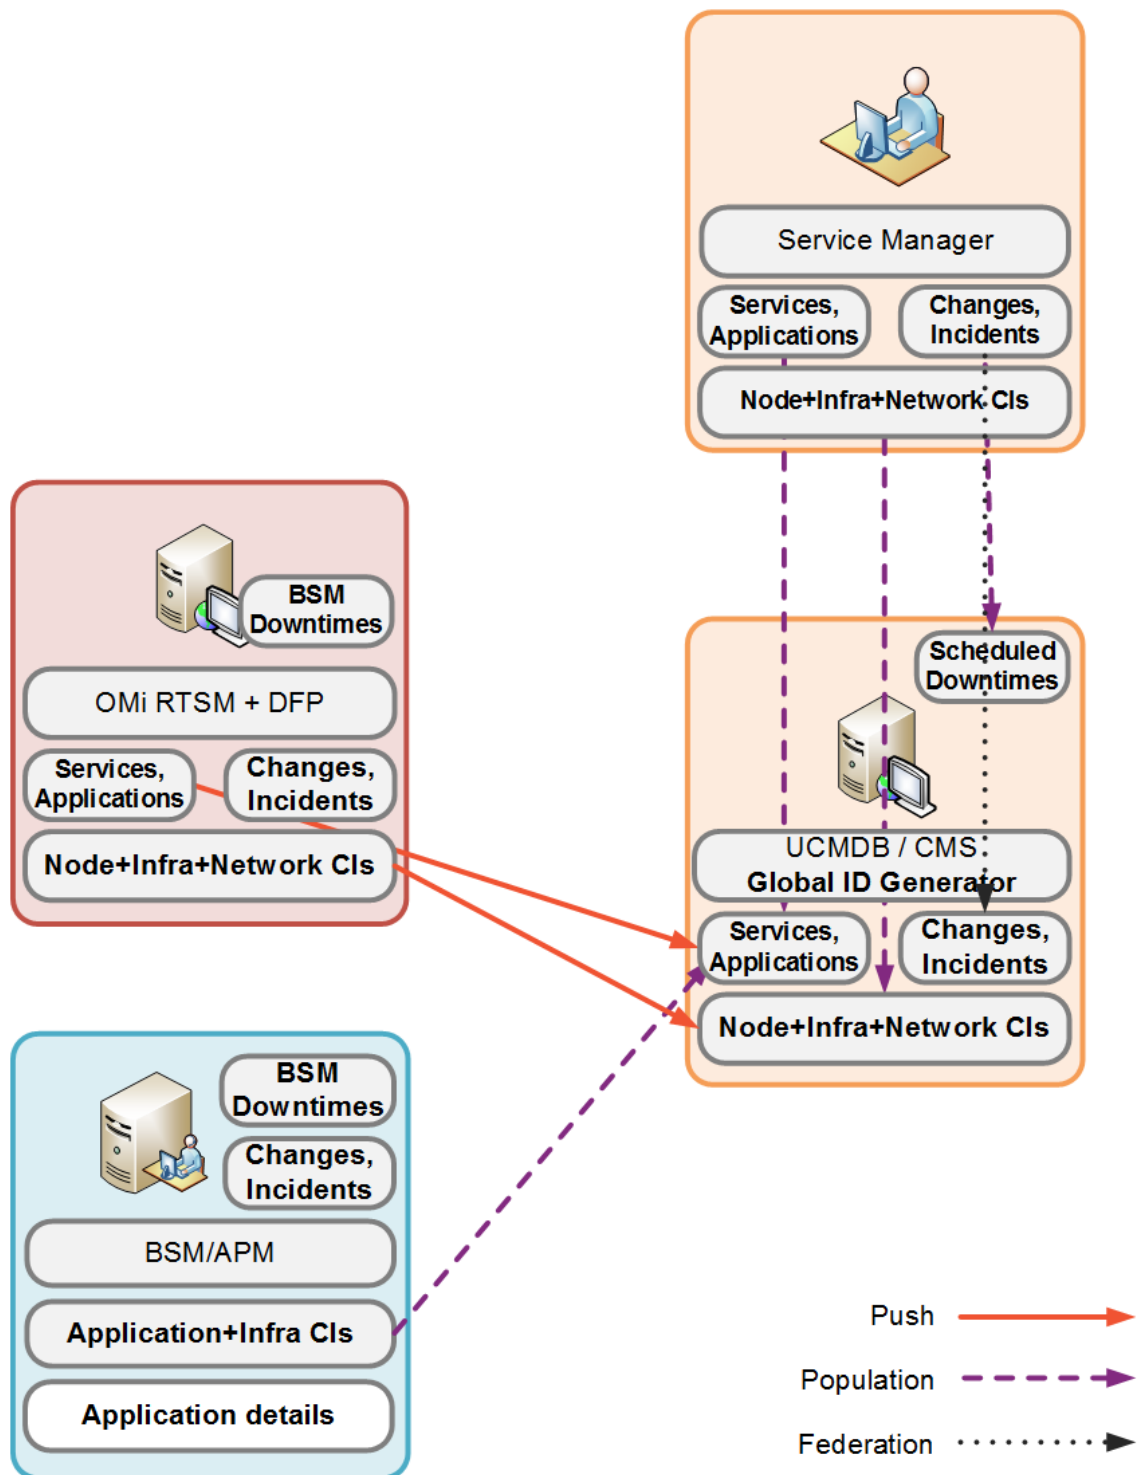 Service Manager
Services,
Applications
Changes,
Incidents
Node+Infra+Network CIs
BSM
Downtimes
OMi RTSM + DFP
Services,
Applications
Changes,
Incidents
Node+Infra+Network CIs
Scheduled
Downtimes
UCMDB / CMS
Global ID Generator
Services,
Applications
Changes,
Incidents
Node+Infra+Network CIs
BSM
Downtimes
Changes,
Incidents
BSM/APM
Application+Infra CIs
Application details
Push
Population
Federation